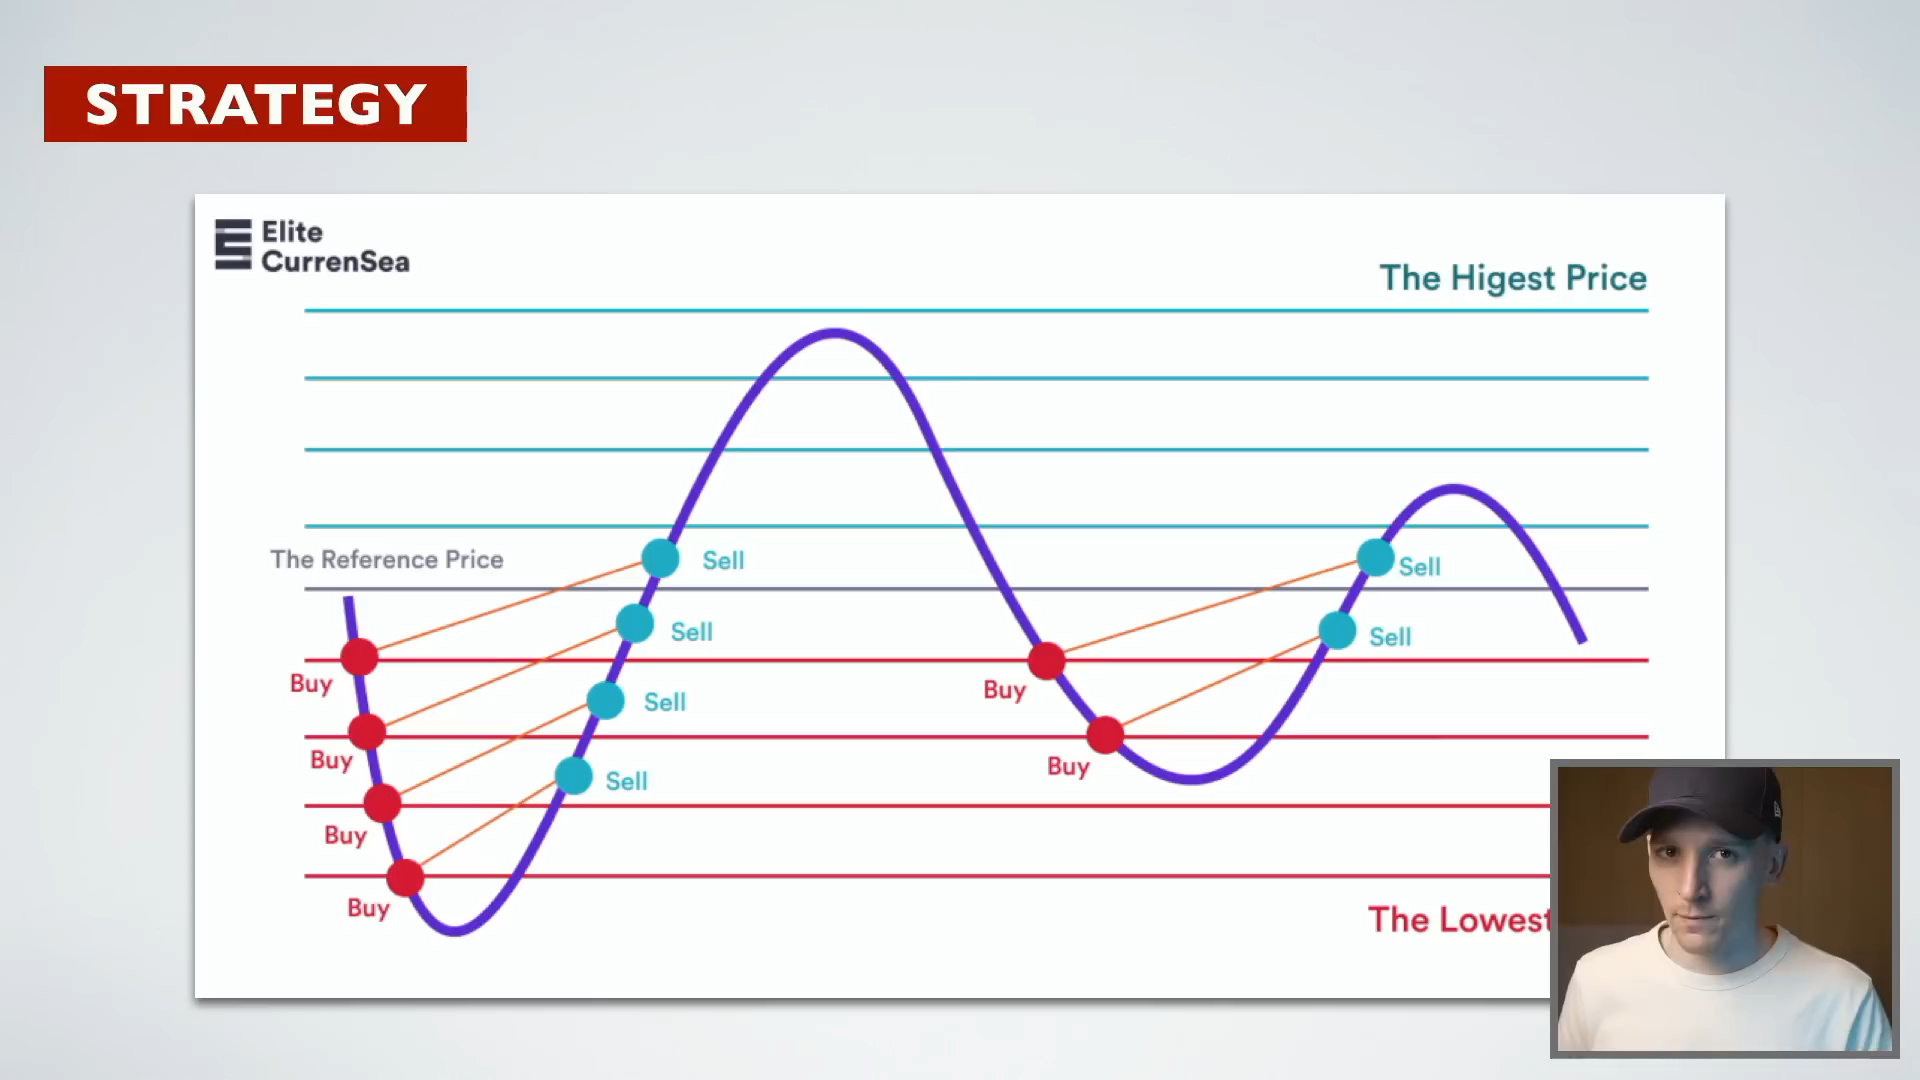 STRATEGY
Elite
CurrenSea
The Higest Price
The Reference Price
Sell
Sell
Sell
Sell
Sell
Sell
Buy
Buy
Buy
Buy
Buy
Buy
The Lowest